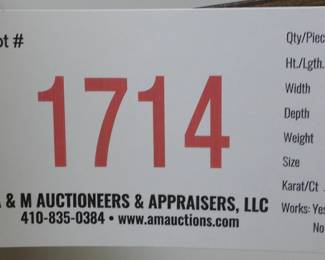 ot #
1714
& M AUCTIONEERS & APPRAISERS, LLC
410-835-0384 • www.amauctions.com
Qty/Piec
Ht./Lgth.
Width
Depth
Weight
Size
Karat/Ct
Works: Yes
No